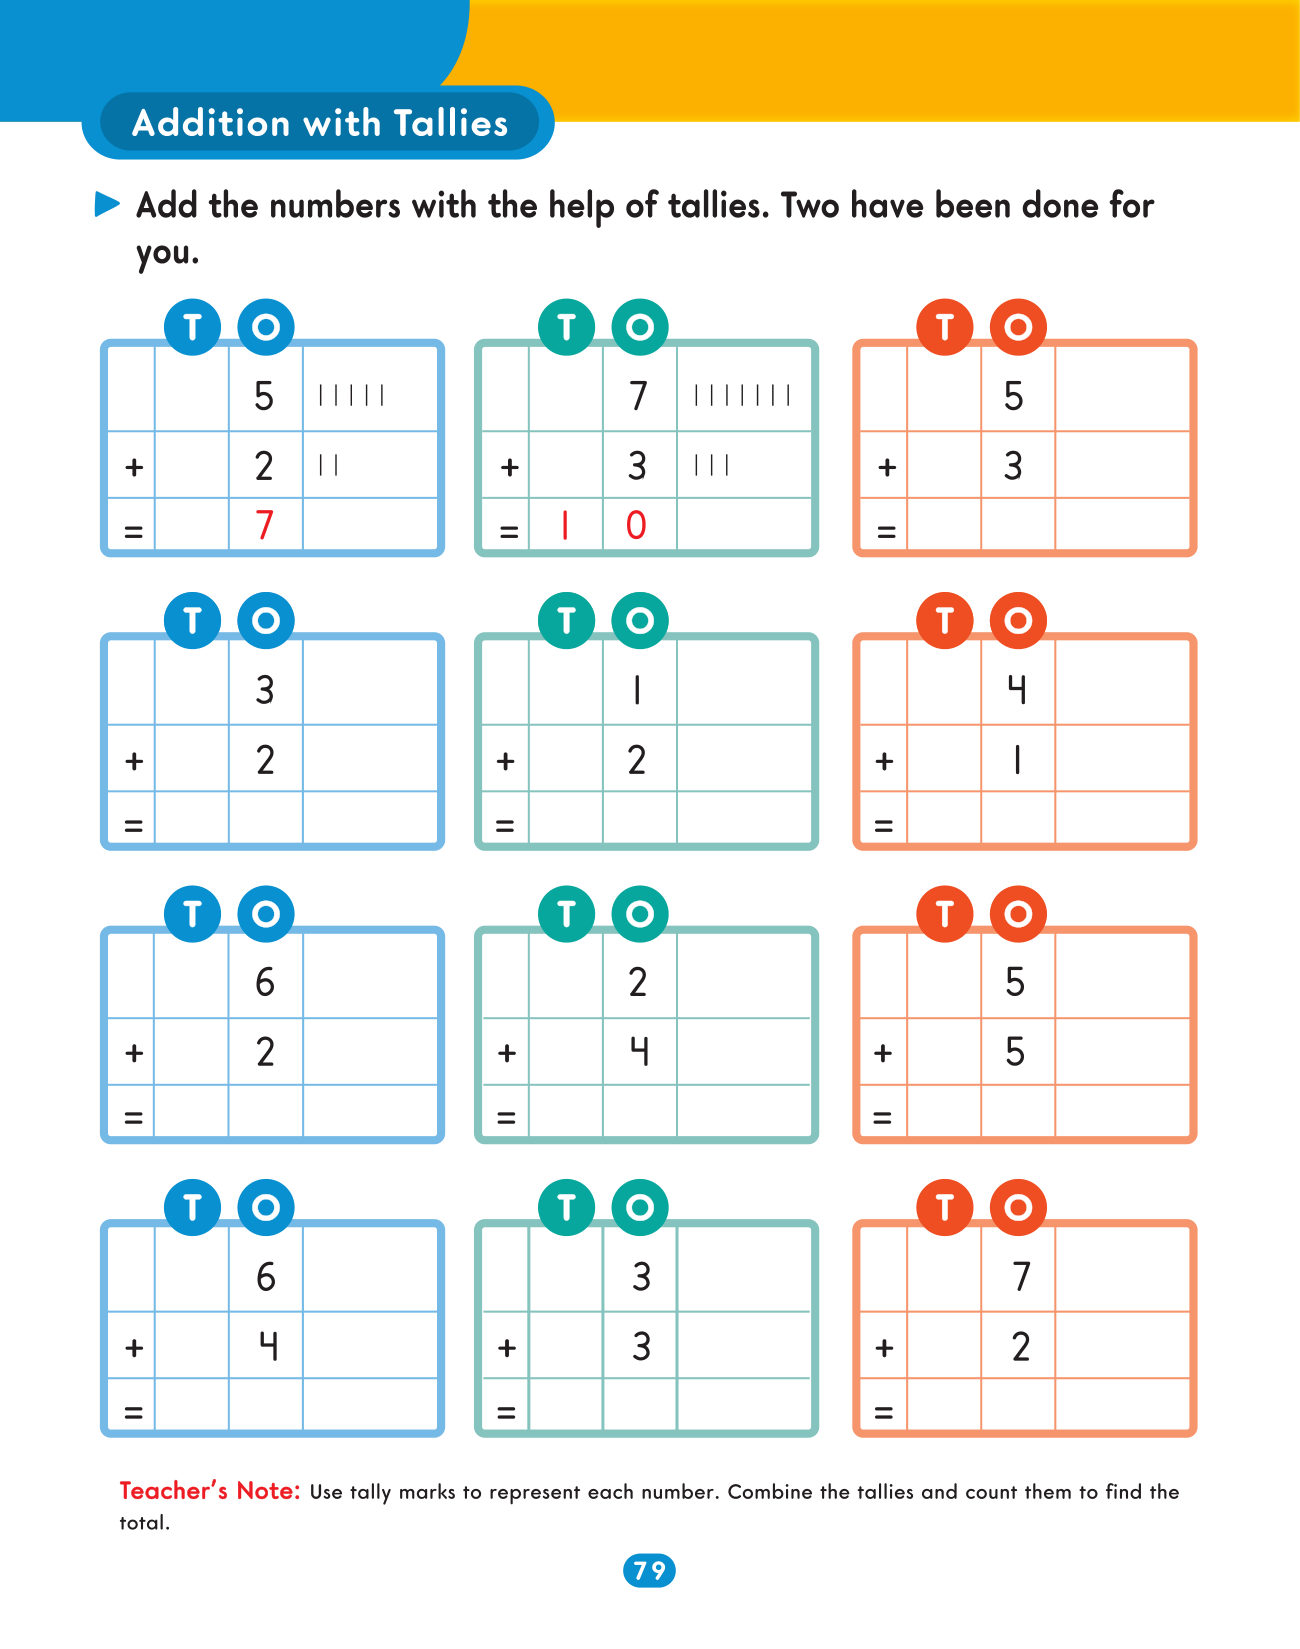 Addition with Tallies
Add the numbers with the help of tallies. Two have been done for
you.
T O T O T O
5 ||||| 7 ||||||| 5
+ 2 || + 3 ||| + 3
= 7 = 1 0 =
T O T O T O
3 1 4
+ 2 + 2 + 1
= = =
T O T O T O
6 2 5
+ 2 + 4 + 5
= = =
T O T O T O
6 3 7
+ 4 + 3 + 2
= = =
Teacher's Note: Use tally marks to represent each number. Combine the tallies and count them to find the
total.
79